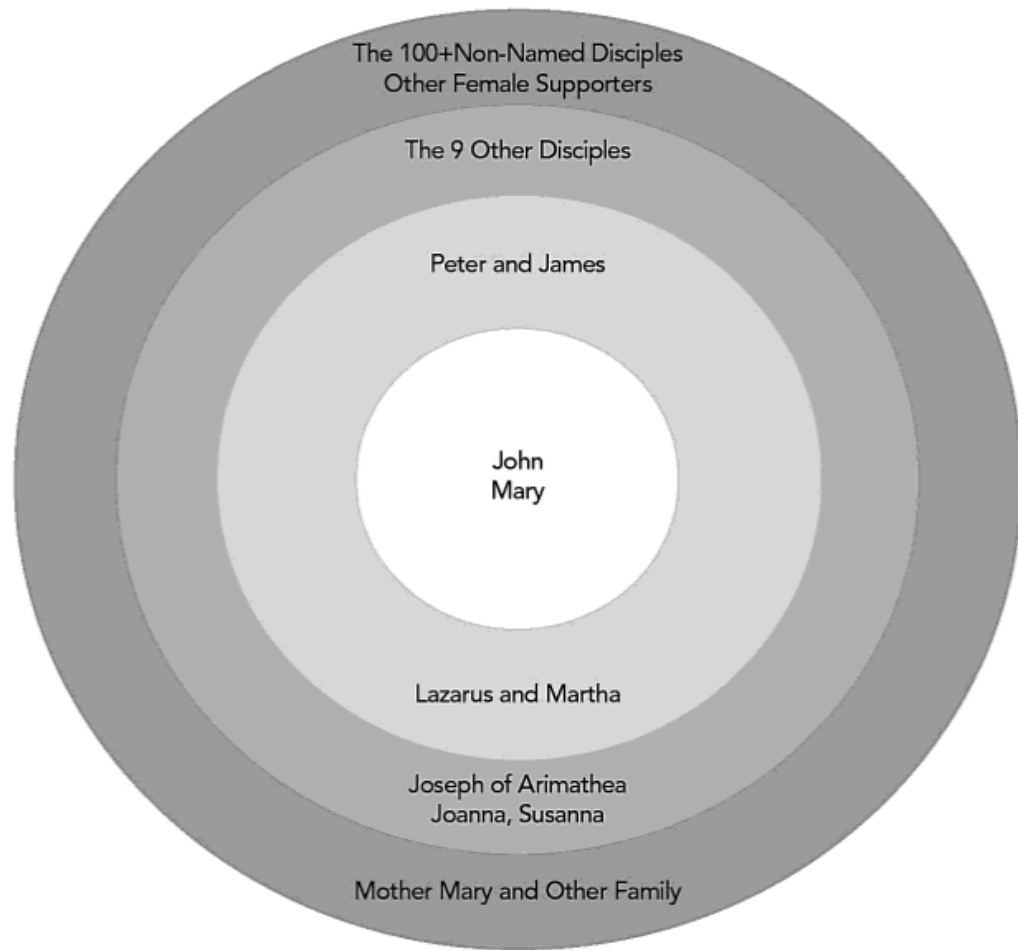 The 100+Non-Named Disciples
Other Female Supporters
The 9 Other Disciples
Peter and James
John
Mary
Lazarus and Martha
Joseph of Arimathea
Joanna, Susanna
Mother Mary and Other Family